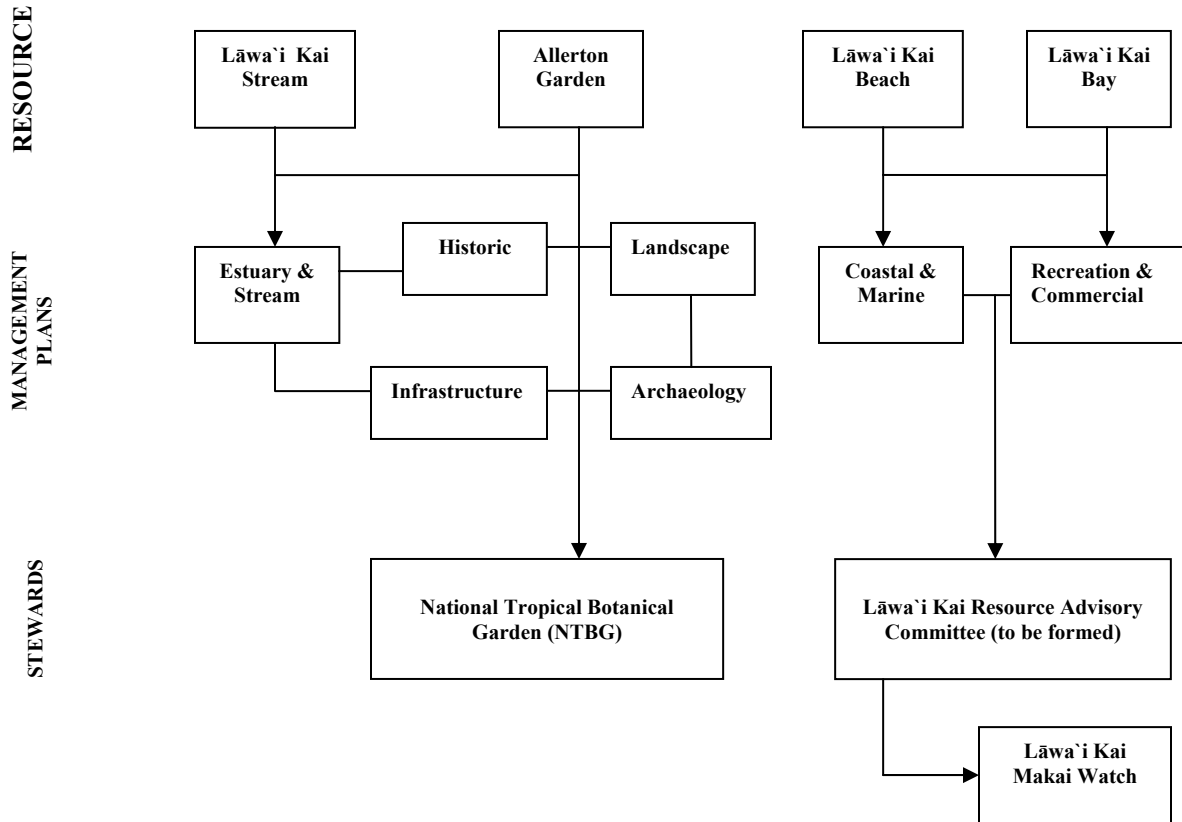 RESOURCE
Lāwa`i Kai
Stream
Allerton
Garden
Lāwa`i Kai
Beach
Lāwa`i Kai
Bay
MANAGEMENT
PLANS
Estuary &
Stream
Historic
Landscape
Infrastructure
Archaeology
Coastal &
Marine
Recreation &
Commercial
STEWARDS
National Tropical Botanical
Garden (NTBG)
Lāwa`i Kai Resource Advisory
Committee (to be formed)
Lāwa`i Kai
Makai Watch